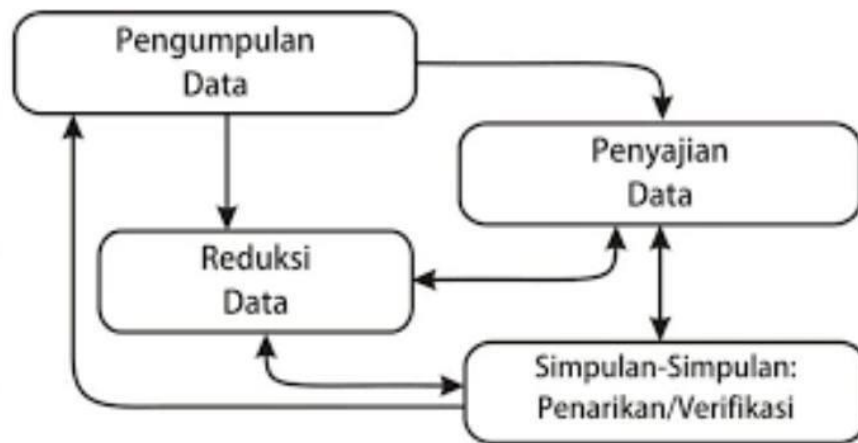 Pengumpulan
Data
Penyajian
Data
Reduksi
Data
Simpulan-Simpulan:
Penarikan/Verifikasi